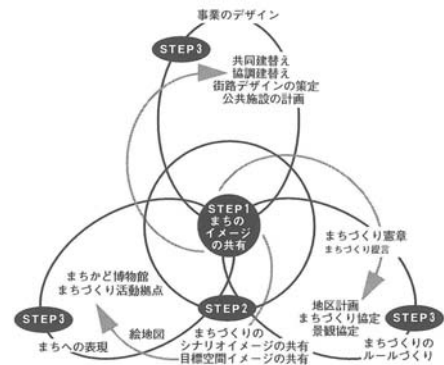 事業のデザイン
STEP3
共同建替え
協調建替え
街路デザインの策定
公共施設の計画
STEP1
まちの
イメージ
の共有
まちづくり憲章
まちづくり提言
まちかど博物館
まちづくり活動拠点
地区計画
まちづくり協定
景観協定
STEP3
まちへの表現
絵地図
STEP2
まちづくりの
シナリオイメージの共有
目標空間イメージの共有
STEP3
まちづくりの
ルールづくり